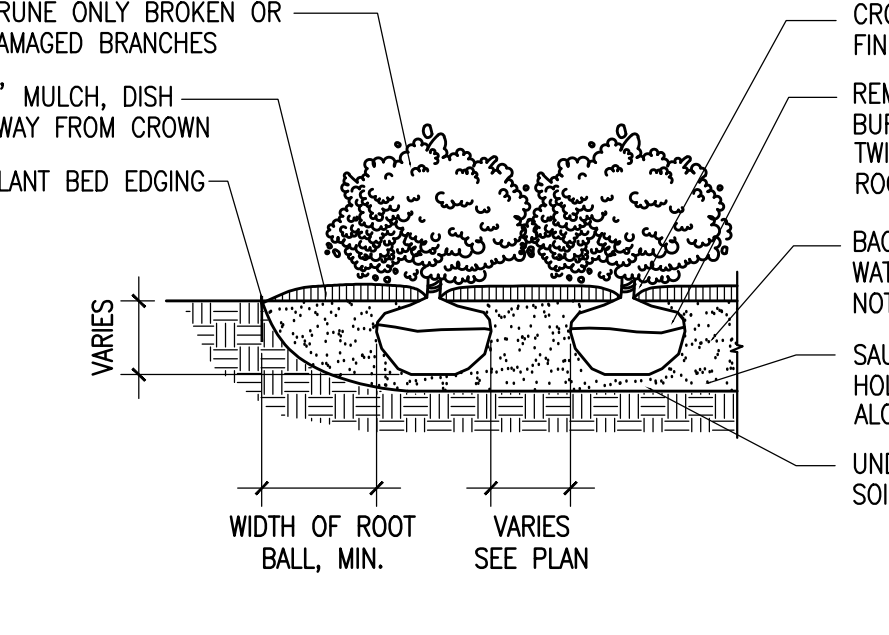 RUNE ONLY BROKEN OR
AMAGED BRANCHES
" MULCH, DISH
WAY FROM CROWN
LANT BED EDGING
VARIES
WIDTH OF ROOT
BALL, MIN.
VARIES
SEE PLAN
CRO
FIN
REM
BUR
TWI
ROO
BAC
WAT
NOT
SAU
HOL
ALO
UND
SOI